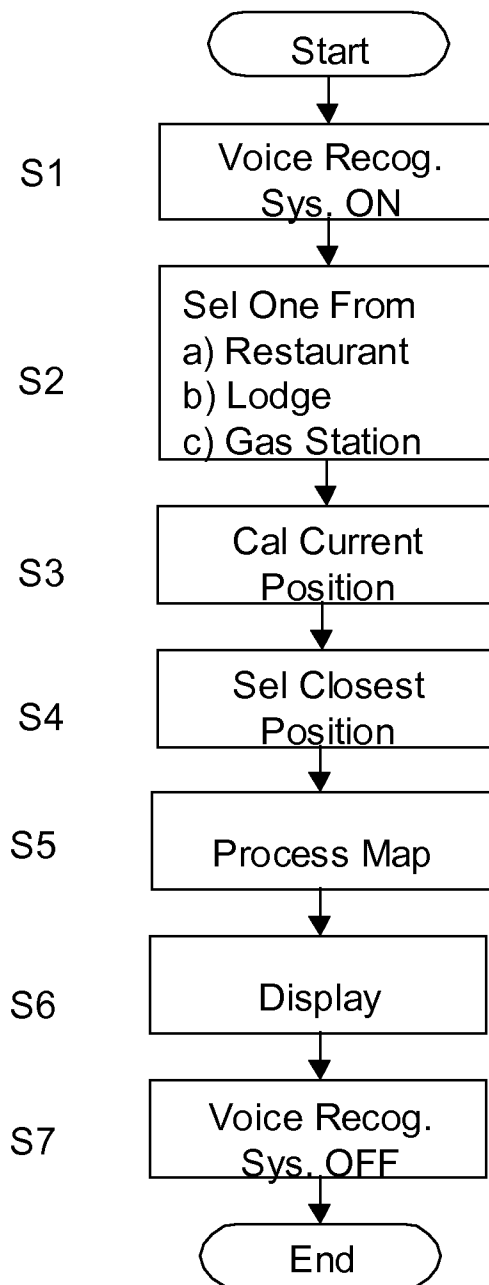 Start
S1
Voice Recog.
Sys. ON
S2
Sel One From
a) Restaurant
b) Lodge
c) Gas Station
S3
Cal Current
Position
S4
Sel Closest
Position
S5
Process Map
S6
Display
S7
Voice Recog.
Sys. OFF
End